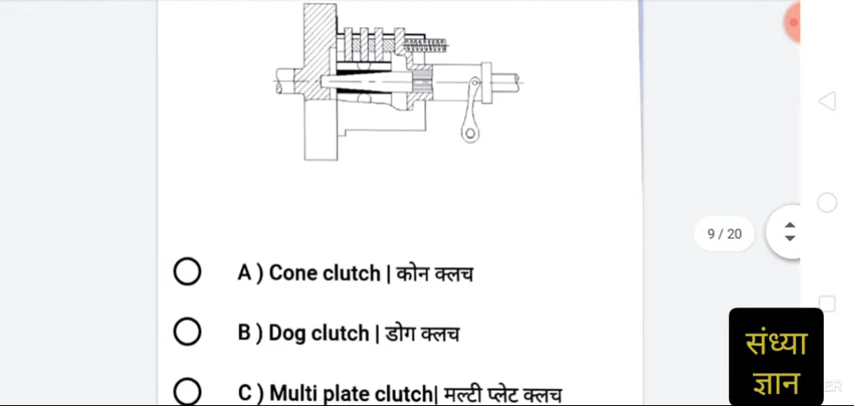 9 / 20
A ) Cone clutch | कोन क्लच
B ) Dog clutch | डोग क्लच
C ) Multi plate clutch| मल्टी प्लेट क्लच
संध्या
ज्ञान